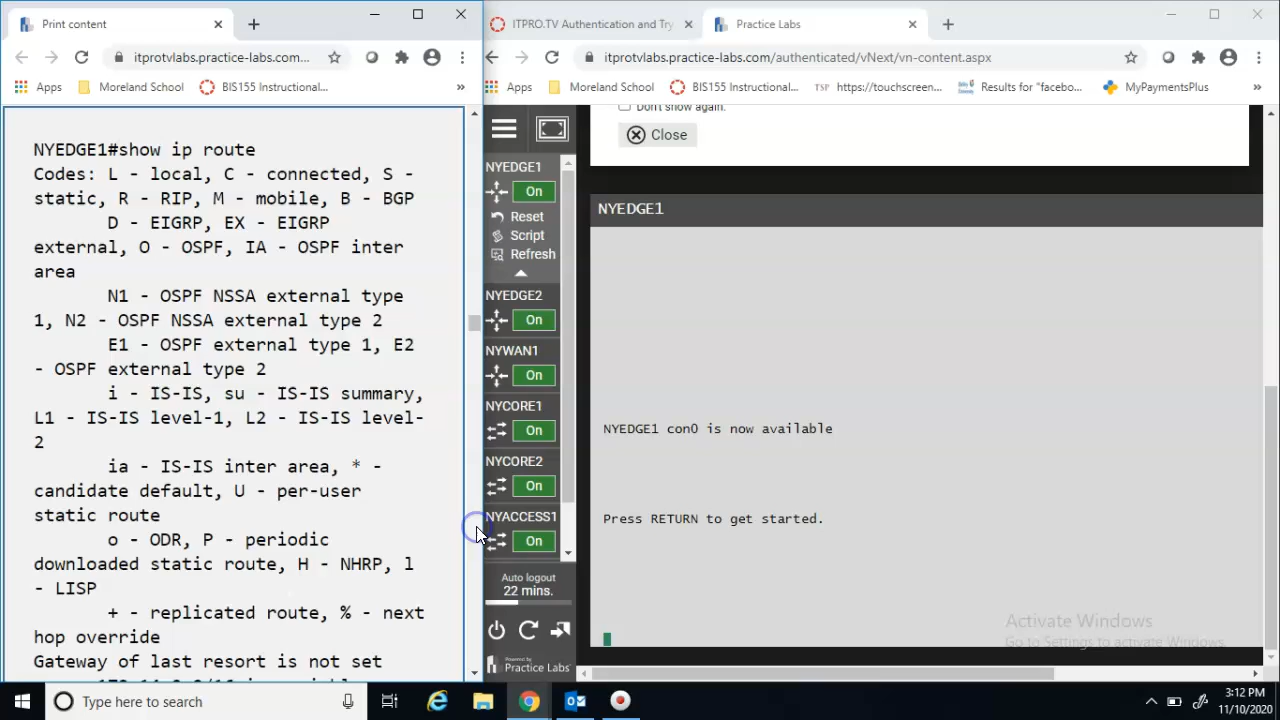 Print content
ITPRO.TV Authentication and Try
Practice Labs
itprotvlabs.practice-labs.com...
itprotvlabs.practice-labs.com/authenticated/vNext/vn-content.aspx
Apps
Moreland School
BIS155 Instructional...
»
Apps
Moreland School
BIS155 Instructional...
TSP
https://touchscreen...
Results for "facebo...
MyPaymentsPlus
»
NYEDGE1#show ip route
Codes: L - local, C - connected, S -
static, R - RIP, M - mobile, B - BGP
D - EIGRP, EX - EIGRP
external, O - OSPF, IA - OSPF inter
area
N1 - OSPF NSSA external type
1, N2 - OSPF NSSA external type 2
E1 - OSPF external type 1, E2
- OSPF external type 2
i - IS-IS, su - IS-IS summary,
L1 - IS-IS level-1, L2 - IS-IS level-
2
ia - IS-IS inter area, * -
candidate default, U - per-user
static route
o - ODR, P - periodic
downloaded static route, H - NHRP, l
- LISP
+ - replicated route, % - next
hop override
Gateway of last resort is not set
NYEDGE1
On
Reset
Script
Refresh
NYEDGE2
On
NYWAN1
On
NYCORE1
On
NYCORE2
On
NYACCESS1
On
Auto logout
22 mins.
Powered by
Practice Labs
Don't show again.
Close
NYEDGE1
NYEDGE1 con0 is now available
Press RETURN to get started.
Activate Windows
Go to Settings to activate Windows.
Type here to search
3:12 PM
11/10/2020